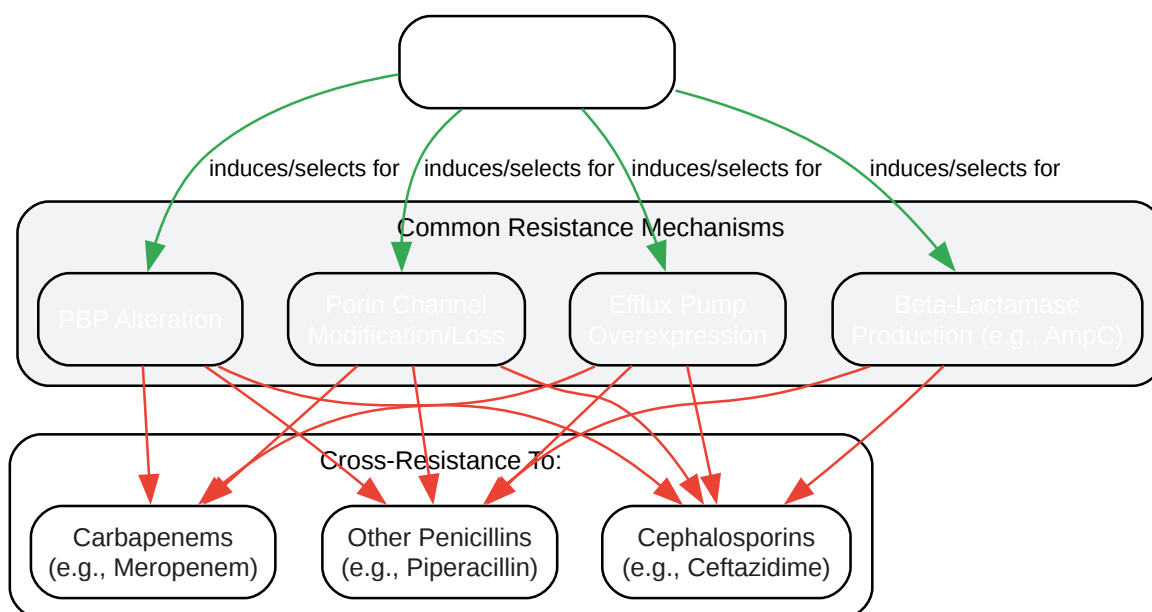 induces/selects for
induces/selects for
induces/selects for
induces/selects for
Common Resistance Mechanisms
PBP Alteration
Porin Channel
Modification/Loss
Efflux Pump
Overexpression
Beta-Lactamase
Production (e.g., AmpC)
Cross-Resistance To:
Carbapenems
(e.g., Meropenem)
Other Penicillins
(e.g., Piperacillin)
Cephalosporins
(e.g., Ceftazidime)